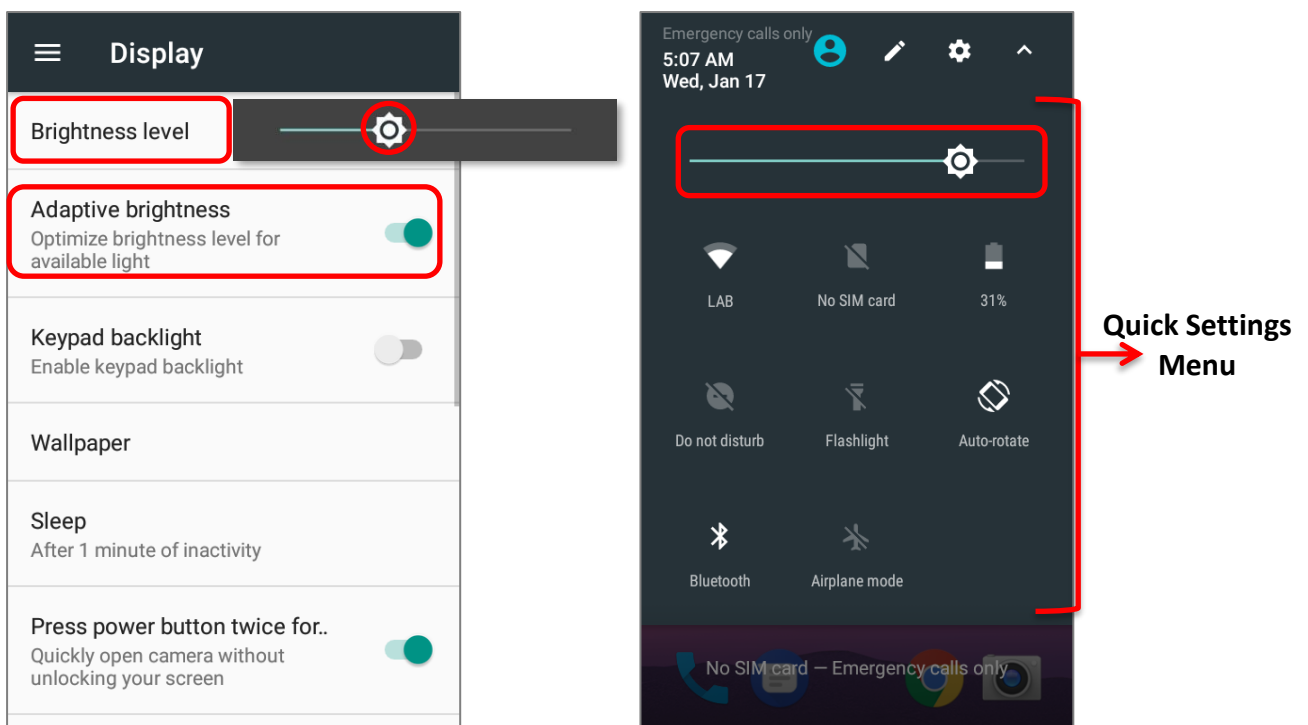 Display
Brightness level
Adaptive brightness
Optimize brightness level for
available light
Keypad backlight
Enable keypad backlight
Wallpaper
Sleep
After 1 minute of inactivity
Press power button twice for..
Quickly open camera without
unlocking your screen
Emergency calls only
5:07 AM
Wed, Jan 17
LAB
No SIM card
31%
Do not disturb
Flashlight
Auto-rotate
Bluetooth
Airplane mode
No SIM card — Emergency calls only
Quick Settings
Menu